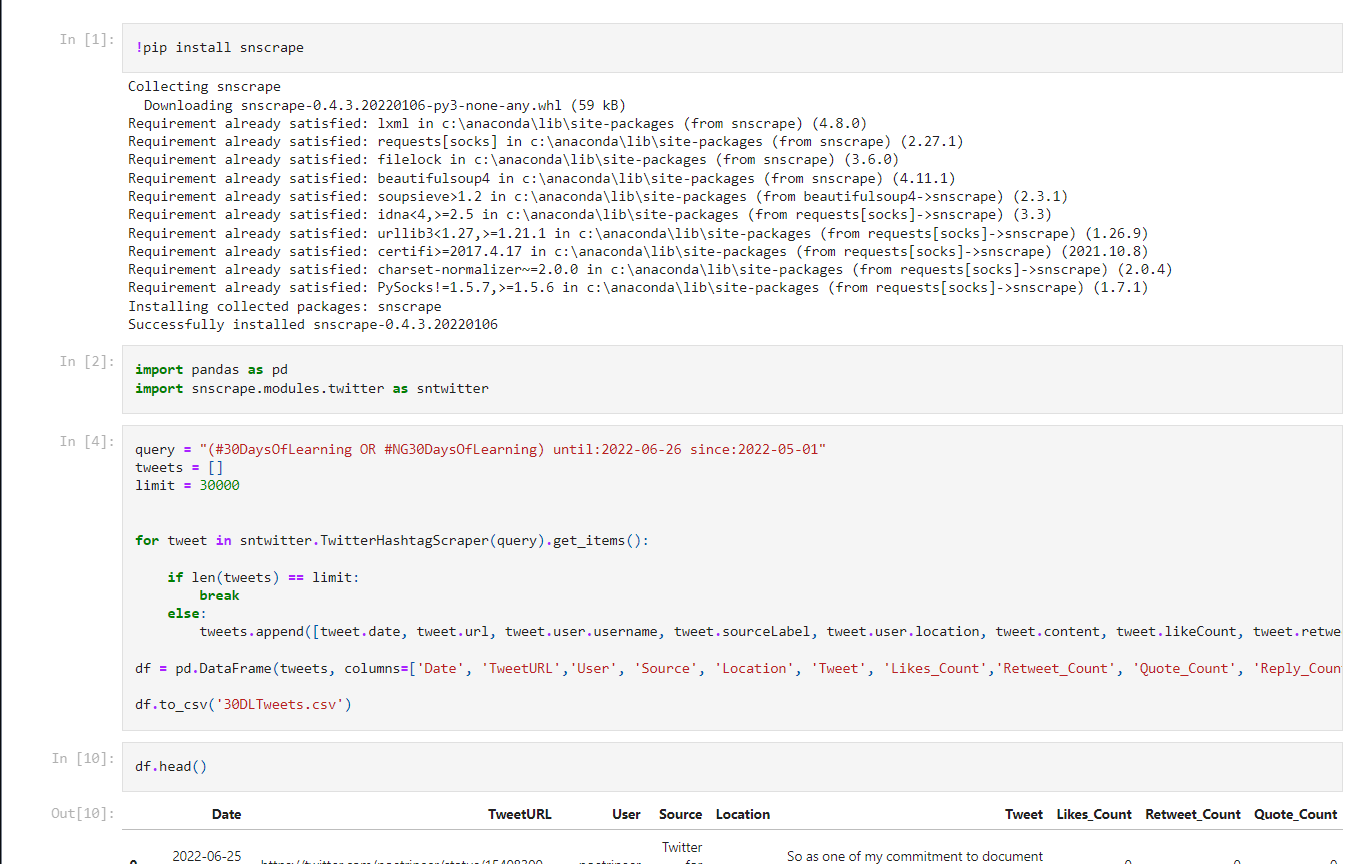 In [1]:
!pip install snscrape
Collecting snscrape
  Downloading snscrape-0.4.3.20220106-py3-none-any.whl (59 kB)
Requirement already satisfied: lxml in c:\anaconda\lib\site-packages (from snscrape) (4.8.0)
Requirement already satisfied: requests[socks] in c:\anaconda\lib\site-packages (from snscrape) (2.27.1)
Requirement already satisfied: filelock in c:\anaconda\lib\site-packages (from snscrape) (3.6.0)
Requirement already satisfied: beautifulsoup4 in c:\anaconda\lib\site-packages (from snscrape) (4.11.1)
Requirement already satisfied: soupsieve>1.2 in c:\anaconda\lib\site-packages (from beautifulsoup4->snscrape) (2.3.1)
Requirement already satisfied: idna<4,>=2.5 in c:\anaconda\lib\site-packages (from requests[socks]->snscrape) (3.3)
Requirement already satisfied: urllib3<1.27,>=1.21.1 in c:\anaconda\lib\site-packages (from requests[socks]->snscrape) (1.26.9)
Requirement already satisfied: certifi>=2017.4.17 in c:\anaconda\lib\site-packages (from requests[socks]->snscrape) (2021.10.8)
Requirement already satisfied: charset-normalizer~=2.0.0 in c:\anaconda\lib\site-packages (from requests[socks]->snscrape) (2.0.4)
Requirement already satisfied: PySocks!=1.5.7,>=1.5.6 in c:\anaconda\lib\site-packages (from requests[socks]->snscrape) (1.7.1)
Installing collected packages: snscrape
Successfully installed snscrape-0.4.3.20220106
In [2]:
import pandas as pd
import snscrape.modules.twitter as sntwitter
In [4]:
query = "(#30DaysOfLearning OR #NG30DaysOfLearning) until:2022-06-26 since:2022-05-01"
tweets = []
limit = 30000
for tweet in sntwitter.TwitterHashtagScraper(query).get_items():
    if len(tweets) == limit:
        break
    else:
        tweets.append([tweet.date, tweet.url, tweet.user.username, tweet.sourceLabel, tweet.user.location, tweet.content, tweet.likeCount, tweet.retwe
df = pd.DataFrame(tweets, columns=['Date', 'TweetURL','User', 'Source', 'Location', 'Tweet', 'Likes_Count','Retweet_Count', 'Quote_Count', 'Reply_Coun
df.to_csv('30DLTweets.csv')
In [10]:
df.head()
Out[10]:
Date TweetURL User Source Location Tweet Likes_Count Retweet_Count Quote_Count
2022-06-25 Twitter So as one of my commitment to document